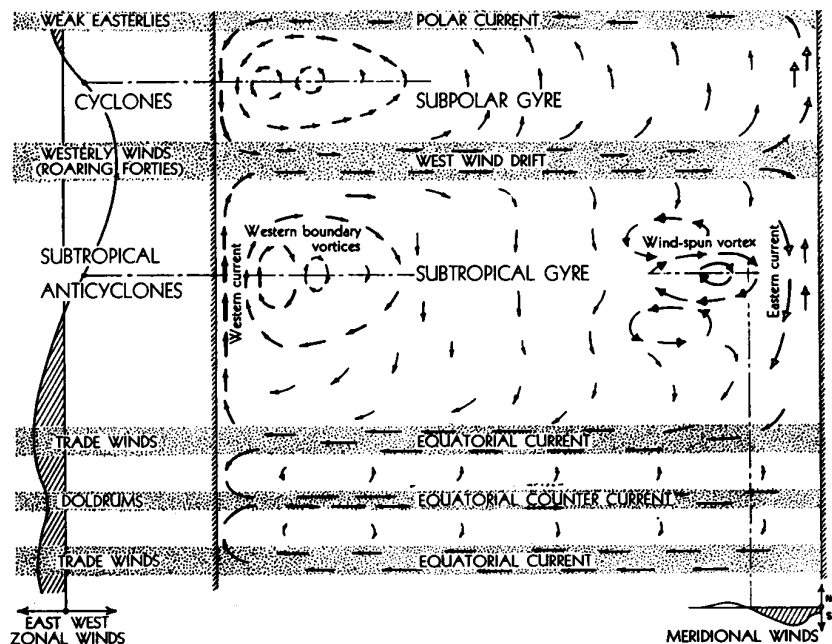 WEAK EASTERLIES
POLAR CURRENT
CYCLONES
SUBPOLAR GYRE
WESTERLY WINDS
(ROARING FORTIES)
WEST WIND DRIFT
Western boundary
vortices
Wind-spun vortex
SUBTROPICAL
ANTICYCLONES
Western current
SUBTROPICAL GYRE
Eastern current
TRADE WINDS
EQUATORIAL CURRENT
DOLDRUMS
EQUATORIAL COUNTER CURRENT
TRADE WINDS
EQUATORIAL CURRENT
EAST WEST
ZONAL WINDS
N
S
MERIDIONAL WINDS